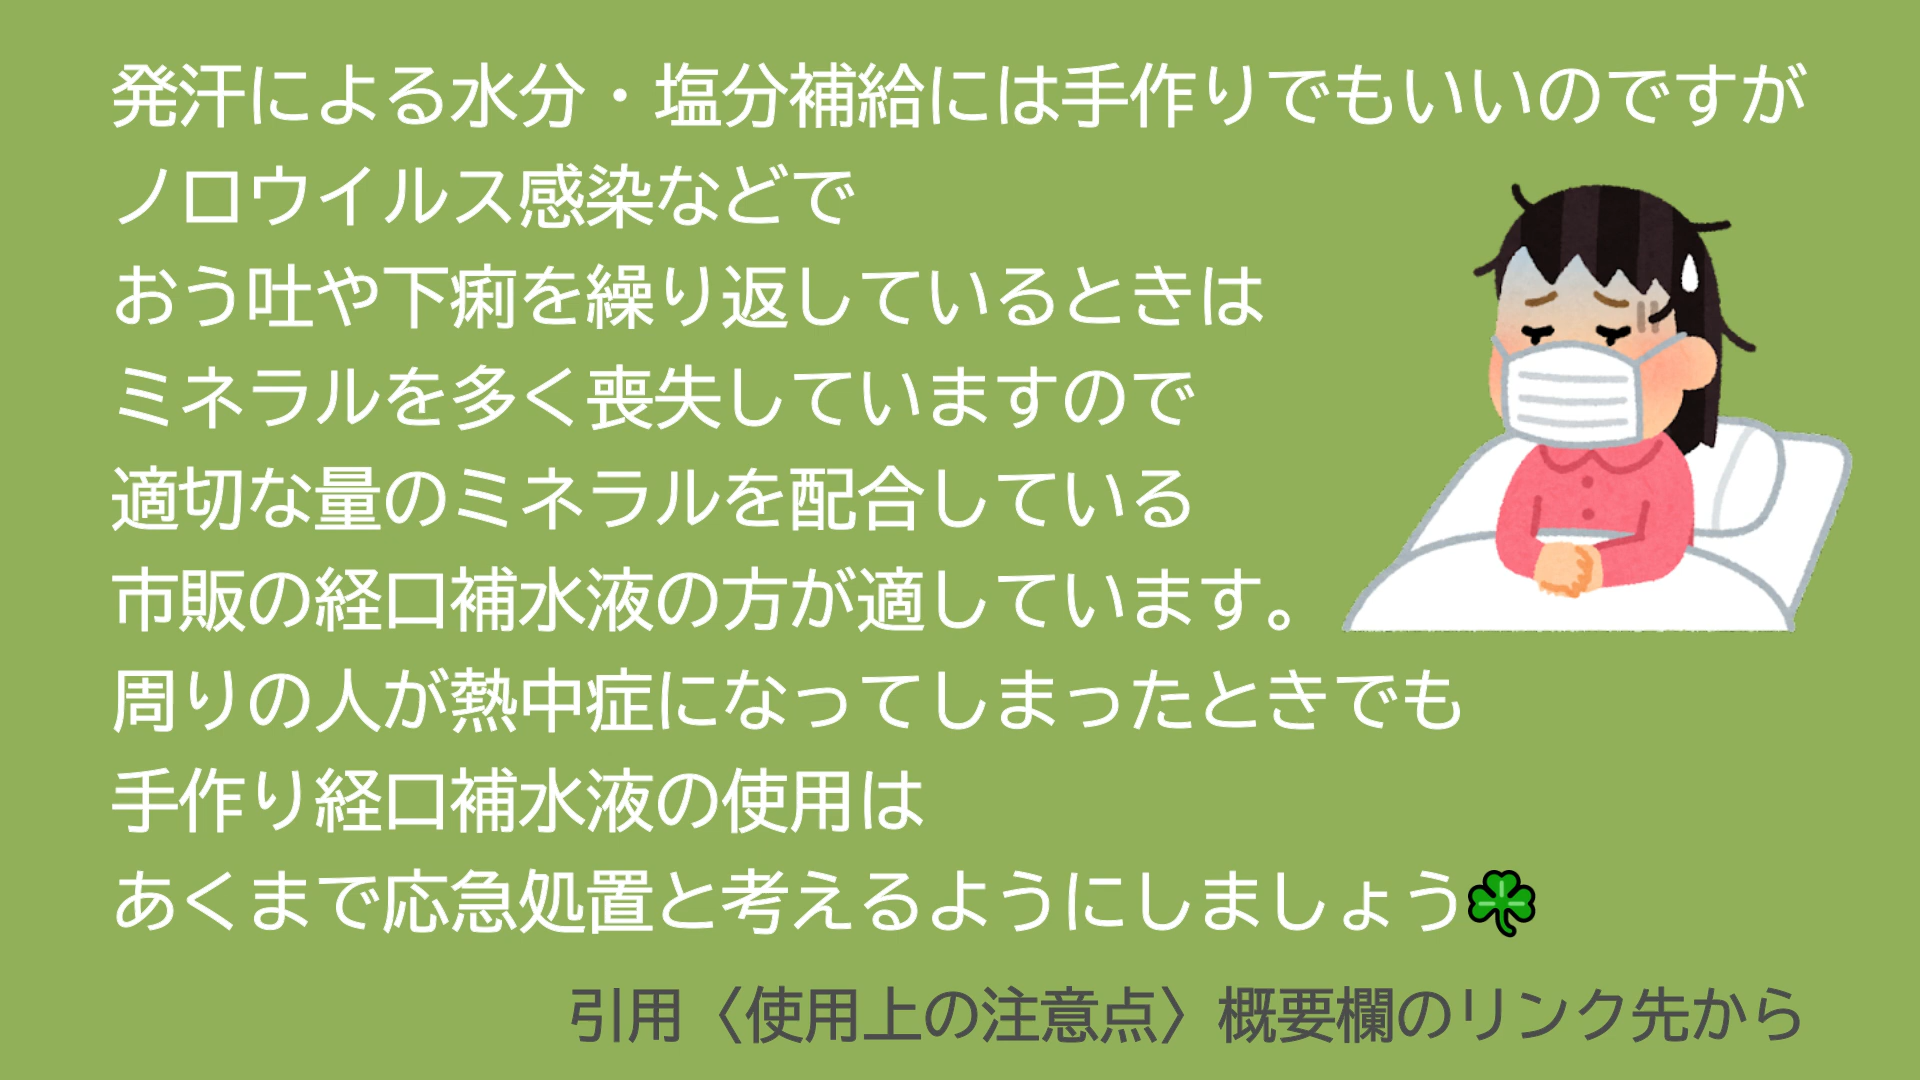 発汗による水分・塩分補給には手作りでもいいのですが
ノロウイルス感染などで
おう吐や下痢を繰り返しているときは
ミネラルを多く喪失していますので
適切な量のミネラルを配合している
市販の経口補水液の方が適しています。
周りの人が熱中症になってしまったときでも
手作り経口補水液の使用は
あくまで応急処置と考えるようにしましょう☘
引用〈使用上の注意点〉概要欄のリンク先から